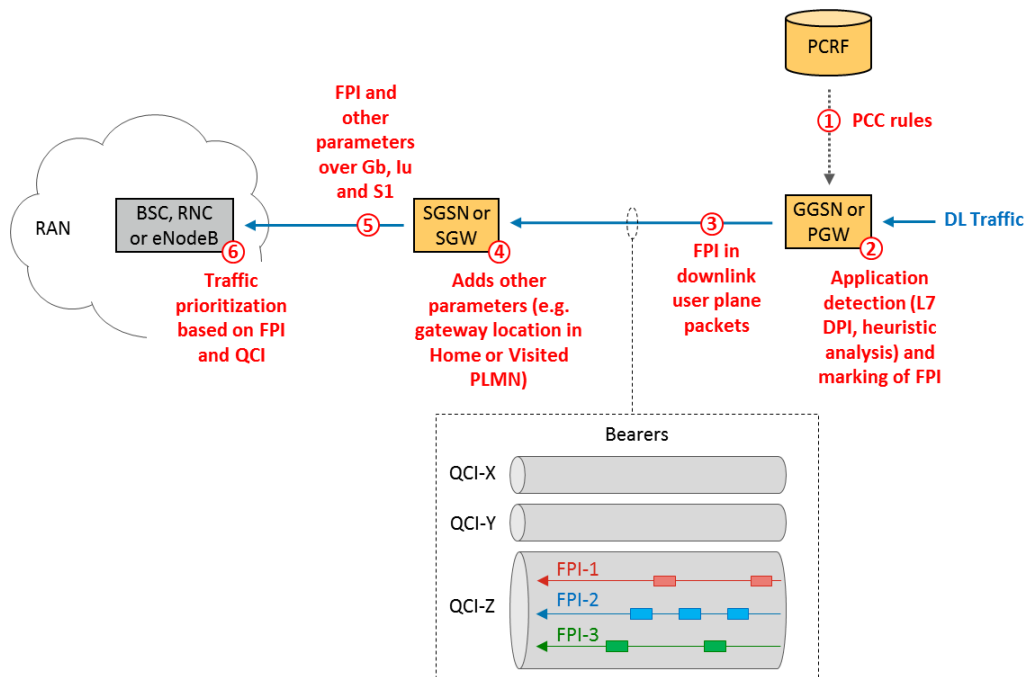 PCRF
1
PCC rules
FPI and
other
parameters
over Gb, Iu
and S1
RAN
BSC, RNC
or eNodeB
6
Traffic
prioritization
based on FPI
and QCI
5
SGSN or
SGW
4
Adds other
parameters (e.g.
gateway location in
Home or Visited
PLMN)
3
FPI in
downlink
user plane
packets
GGSN or
PGW
2
DL Traffic
Application
detection (L7
DPI, heuristic
analysis) and
marking of FPI
Bearers
QCI-X
QCI-Y
QCI-Z
FPI-1
FPI-2
FPI-3